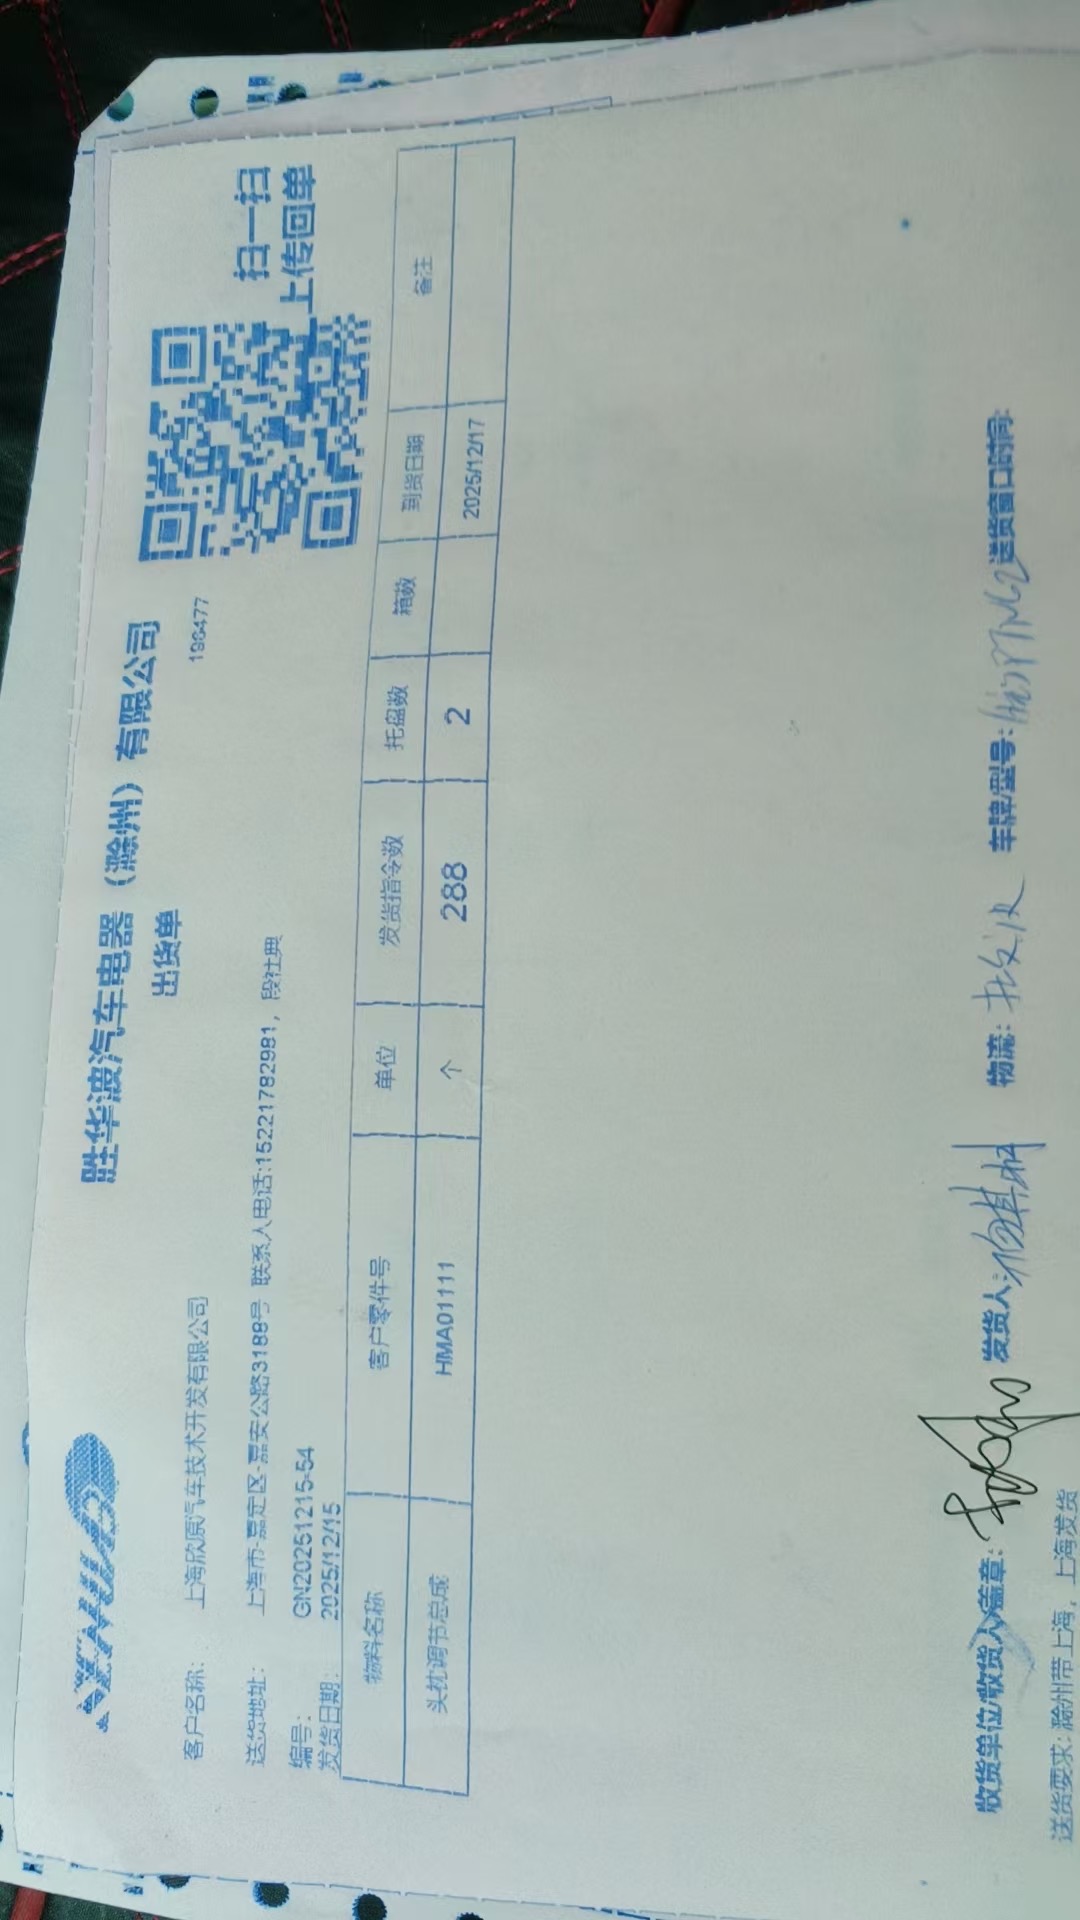 胜华波汽车电器（滁州）有限公司
出货单
196477
扫一扫
上传回单
客户名称： 上海欣原汽车技术开发有限公司
送货地址： 上海市-嘉定区-嘉安公路3188号 联系人电话:15221782981，段社典
编号： GN20251215-54
发货日期： 2025/12/15
物料名称 客户零件号 单位 发货指令数 托盘数 箱数 到货日期 备注
头枕调节总成 HMA01111 个 288 2 2025/12/17
收货单位/收货人/盖章： 发货人： 物流： 车牌/型号： 送货窗口时间：
送货要求：滁州带上海，上海发货